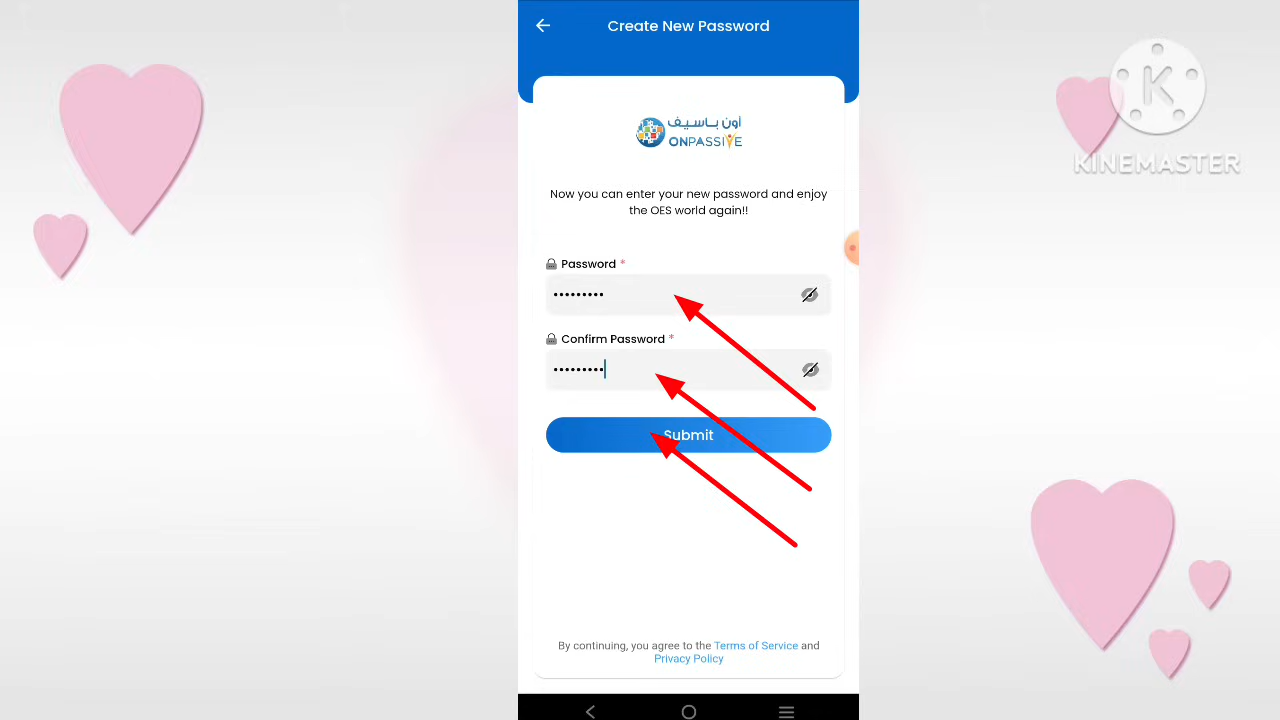 Create New Password
K
KINEMASTER
أون باسيف
ONPASSIVE
Now you can enter your new password and enjoy
the OES world again!!
Password *
•••••••••
Confirm Password *
•••••••••
Submit
By continuing, you agree to the Terms of Service and
Privacy Policy